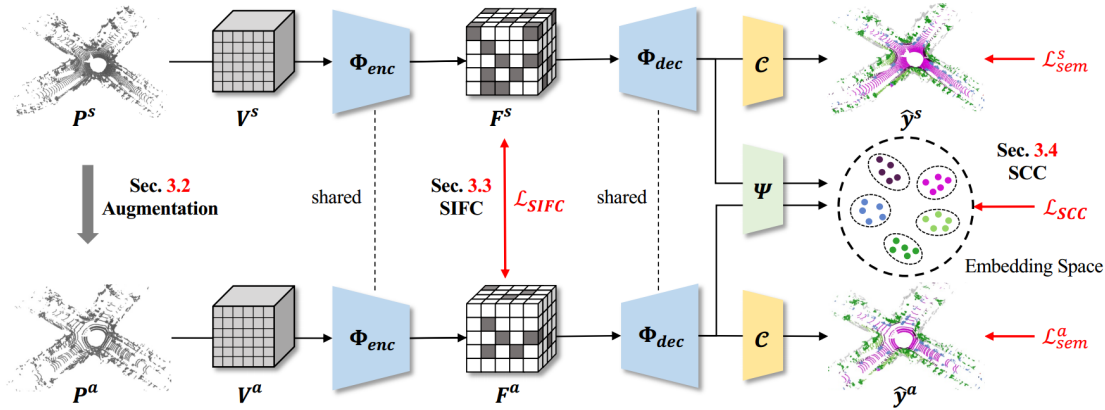 P^s
V^s
Φ_enc
F^s
Φ_dec
C
ŷ^s
L^s_sem
Sec. 3.2
Augmentation
shared
Sec. 3.3
SIFC
L_SIFC
shared
Ψ
Sec. 3.4
SCC
L_SCC
Embedding Space
P^a
V^a
Φ_enc
F^a
Φ_dec
C
ŷ^a
L^a_sem